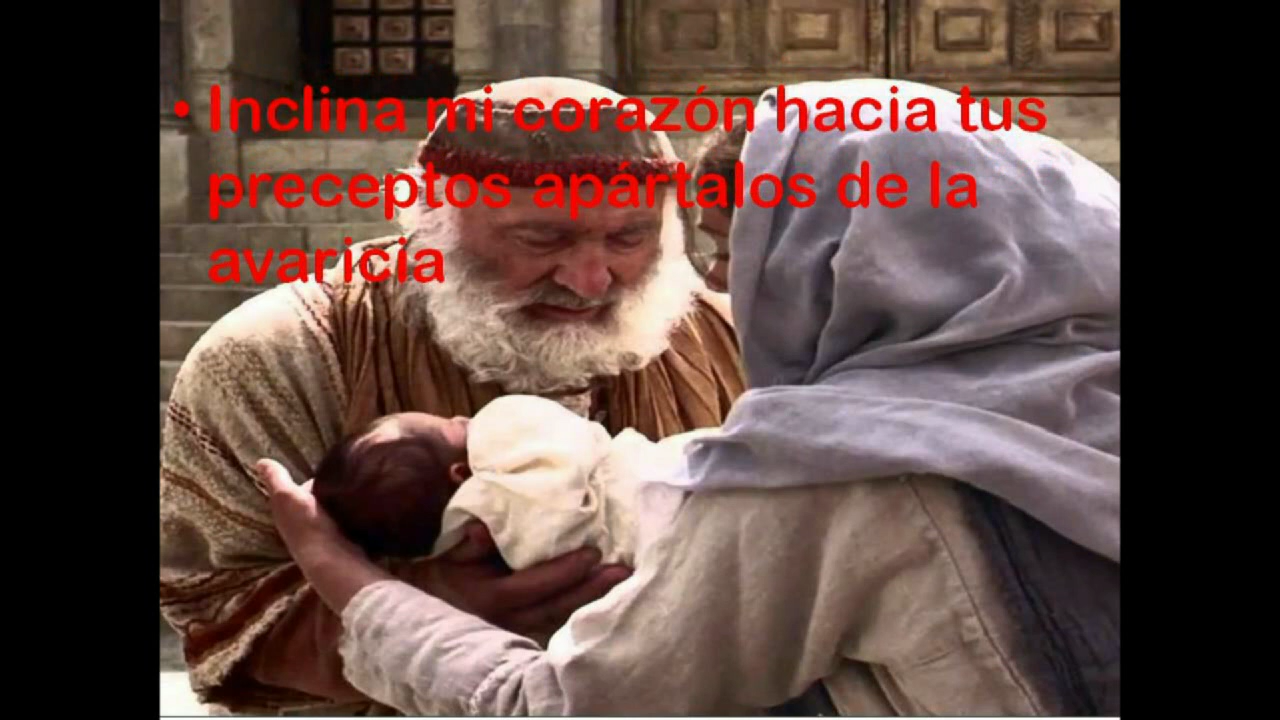 • Inclina mi corazón hacia tus
preceptos apártalos de la
avaricia